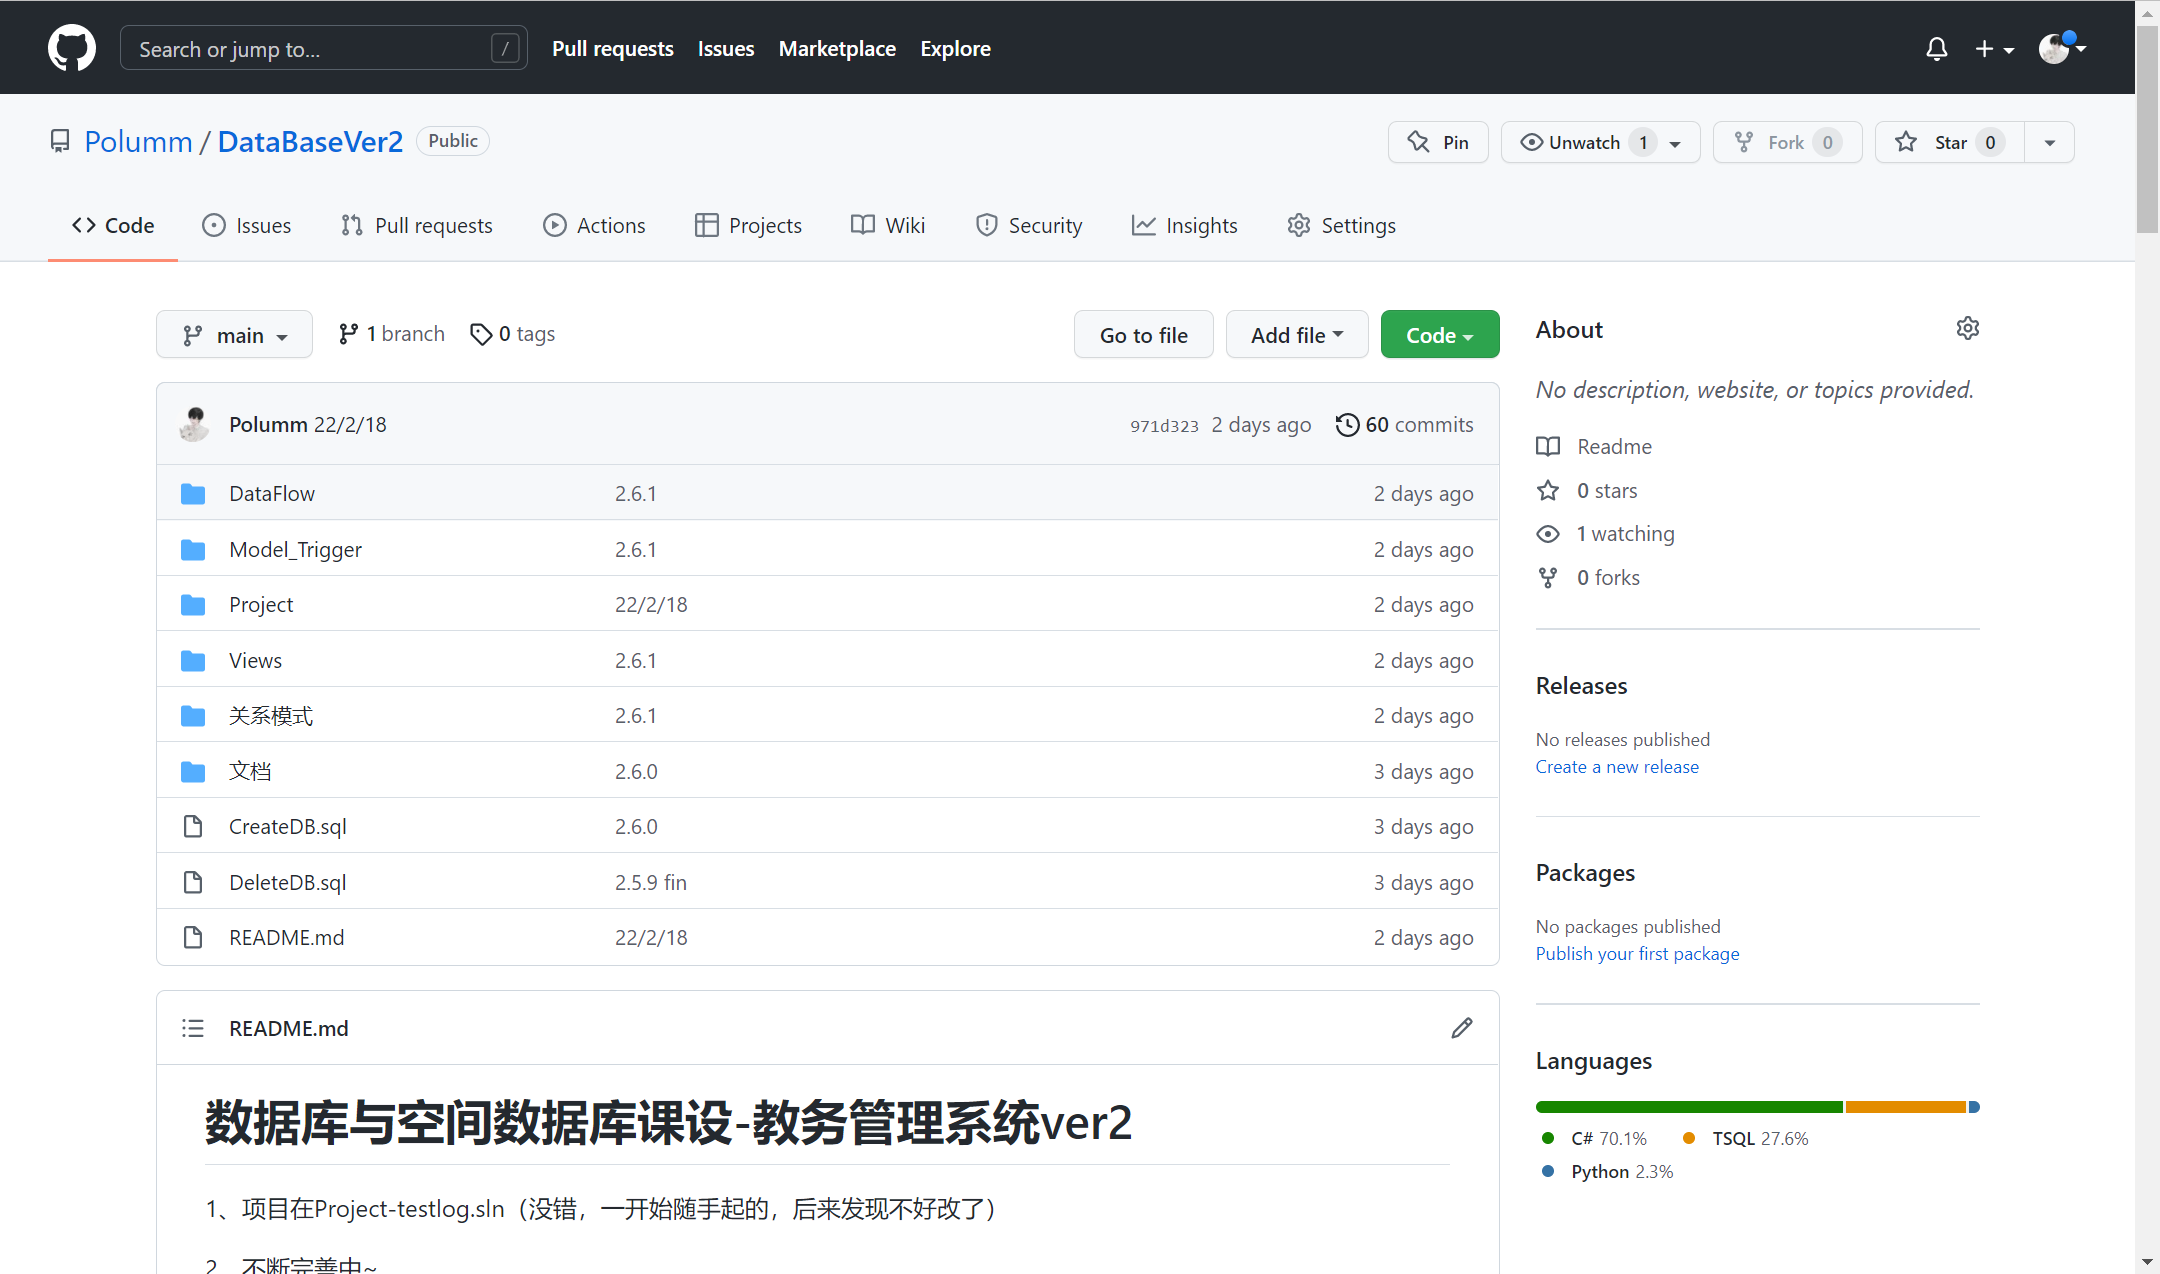 Search or jump to... /
Pull requests Issues Marketplace Explore
Polumm / DataBaseVer2 Public
Pin Unwatch 1 Fork 0 Star 0
Code Issues Pull requests Actions Projects Wiki Security Insights Settings
main 1 branch 0 tags Go to file Add file Code
Polumm 22/2/18 971d323 2 days ago 60 commits
DataFlow 2.6.1 2 days ago
Model_Trigger 2.6.1 2 days ago
Project 22/2/18 2 days ago
Views 2.6.1 2 days ago
关系模式 2.6.1 2 days ago
文档 2.6.0 3 days ago
CreateDB.sql 2.6.0 3 days ago
DeleteDB.sql 2.5.9 fin 3 days ago
README.md 22/2/18 2 days ago
README.md
数据库与空间数据库课设-教务管理系统ver2
1、项目在Project-testlog.sln（没错，一开始随手起的，后来发现不好改了）
2、不断完善中~
About
No description, website, or topics provided.
Readme
0 stars
1 watching
0 forks
Releases
No releases published
Create a new release
Packages
No packages published
Publish your first package
Languages
C# 70.1% TSQL 27.6%
Python 2.3%